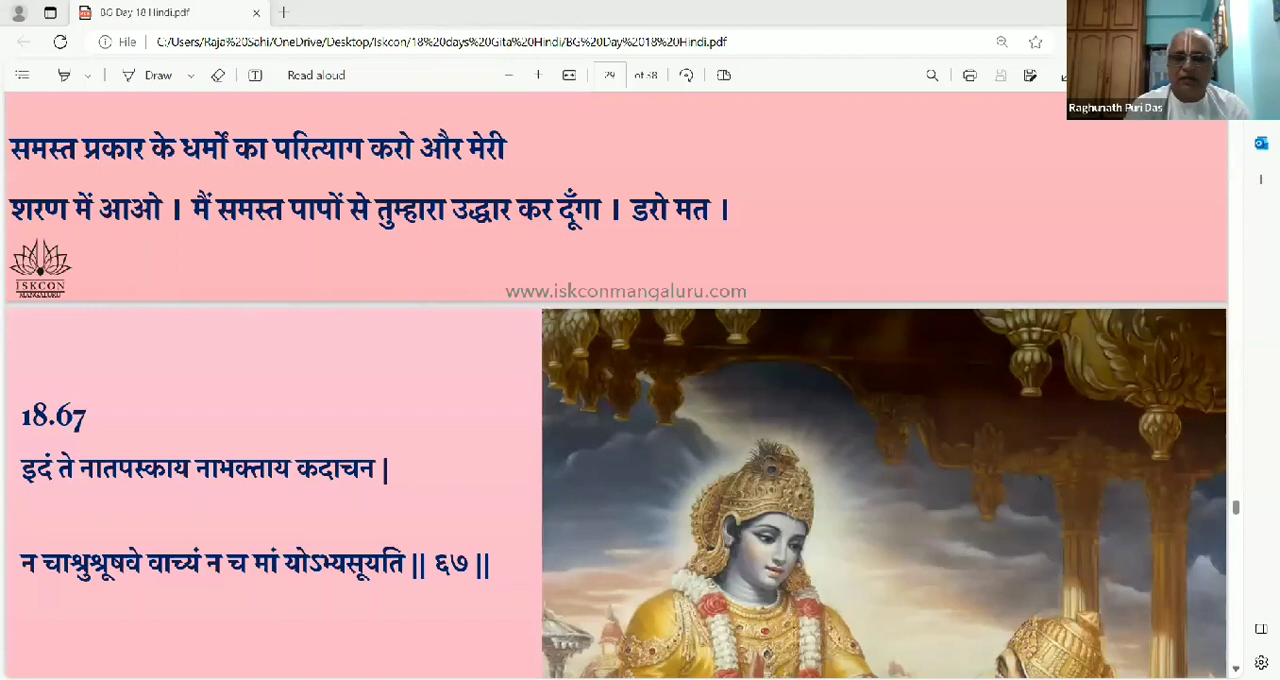 BG Day 18 Hindi.pdf
File
C:/Users/Raja%20Sahi/OneDrive/Desktop/Iskcon/18%20days%20Gita%20Hindi/BG%20Day%2018%20Hindi.pdf
Draw
Read aloud
29
of 38
Raghunath Puri Das
समस्त प्रकार के धर्मों का परित्याग करो और मेरी
शरण में आओ । मैं समस्त पापों से तुम्हारा उद्धार कर दूँगा । डरो मत ।
ISKCON
MANGALURU
www.iskconmangaluru.com
18.67
इदं ते नातपस्काय नाभक्ताय कदाचन |
न चाश्रुश्रूषवे वाच्यं न च मां योऽभ्यसूयति || ६७ ||